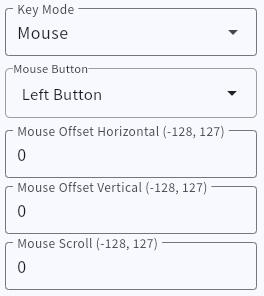 Key Mode
Mouse
Mouse Button
Left Button
Mouse Offset Horizontal (-128, 127)
0
Mouse Offset Vertical (-128, 127)
0
Mouse Scroll (-128, 127)
0